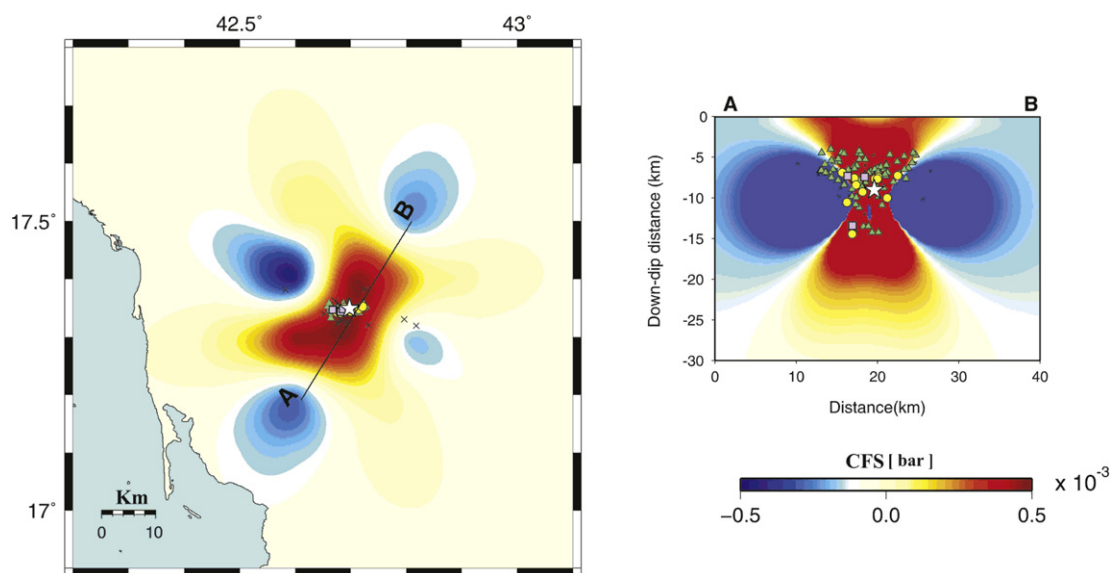 42.5° 43°
17.5°
17°
A
B
Km
0 10
A B
Down-dip distance (km)
0
-5
-10
-15
-20
-25
-30
0 10 20 30 40
Distance(km)
CFS [ bar ]
x 10-3
-0.5 0.0 0.5